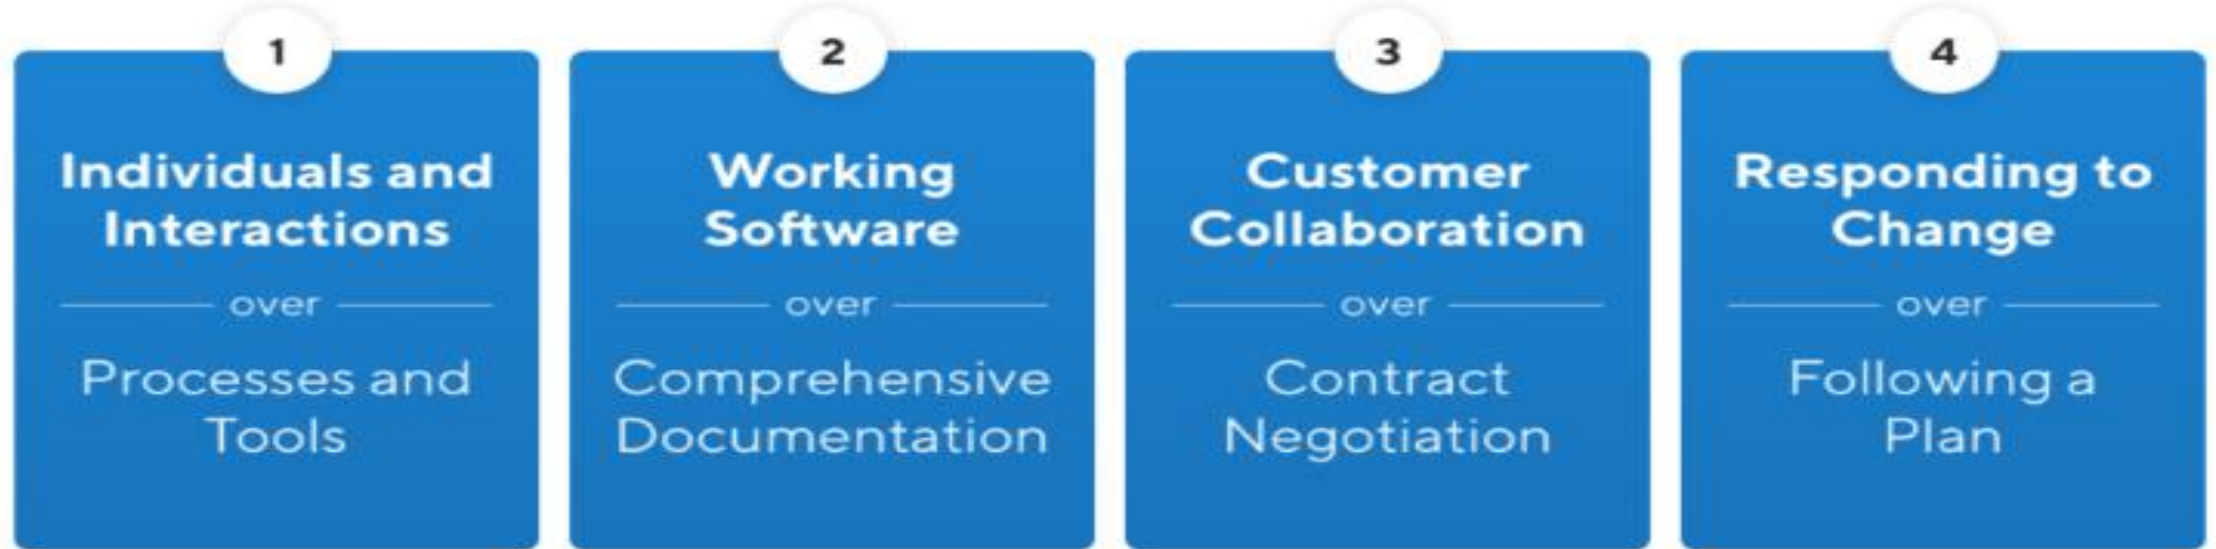 1
Individuals and
Interactions
over
Processes and
Tools
2
Working
Software
over
Comprehensive
Documentation
3
Customer
Collaboration
over
Contract
Negotiation
4
Responding to
Change
over
Following a
Plan